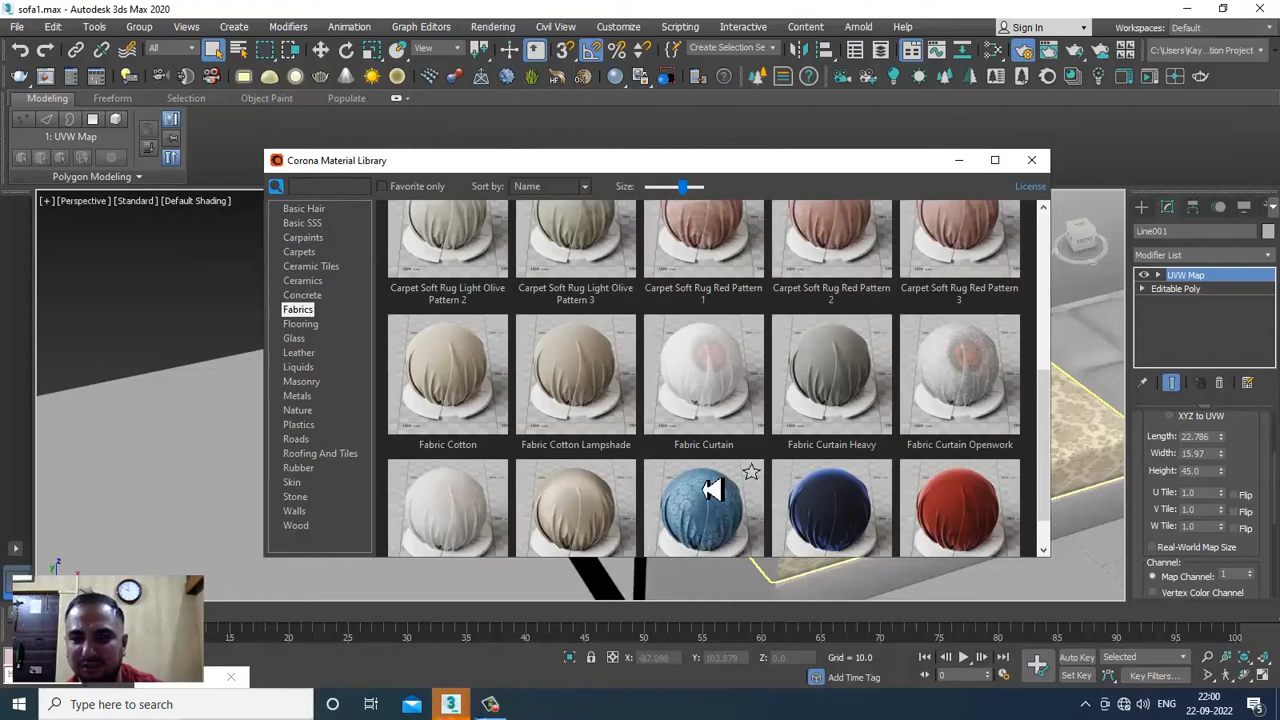 sofa1.max - Autodesk 3ds Max 2020
File Edit Tools Group Views Create Modifiers Animation Graph Editors Rendering Civil View Customize Scripting Interactive Content Arnold Help
Sign In
Workspaces: Default
All
View
Create Selection Se
C:\Users\Kay ...tion Project
Modeling Freeform Selection Object Paint Populate
1: UVW Map
Polygon Modeling
[+] [Perspective] [Standard] [Default Shading]
Corona Material Library
Favorite only
Sort by: Name
Size:
License
Basic Hair
Basic SSS
Carpaints
Carpets
Ceramic Tiles
Ceramics
Concrete
Fabrics
Flooring
Glass
Leather
Liquids
Masonry
Metals
Nature
Plastics
Roads
Roofing And Tiles
Rubber
Skin
Stone
Walls
Wood
Carpet Soft Rug Light Olive Pattern 2
Carpet Soft Rug Light Olive Pattern 3
Carpet Soft Rug Red Pattern 1
Carpet Soft Rug Red Pattern 2
Carpet Soft Rug Red Pattern 3
Fabric Cotton
Fabric Cotton Lampshade
Fabric Curtain
Fabric Curtain Heavy
Fabric Curtain Openwork
Line001
Modifier List
UVW Map
Editable Poly
XYZ to UVW
Length: 22.786
Width: 15.97
Height: 45.0
U Tile: 1.0 Flip
V Tile: 1.0 Flip
W Tile: 1.0 Flip
Real-World Map Size
Channel:
Map Channel: 1
Vertex Color Channel
15 20 25 30 35 40 45 50 55 60 65 70 75 80 85 90 95 100
X: -87.098 Y: 103.879 Z: 0.0 Grid = 10.0
Add Time Tag
0
Auto Key Selected
Set Key Key Filters...
Type here to search
ENG
22:00
22-09-2022
5